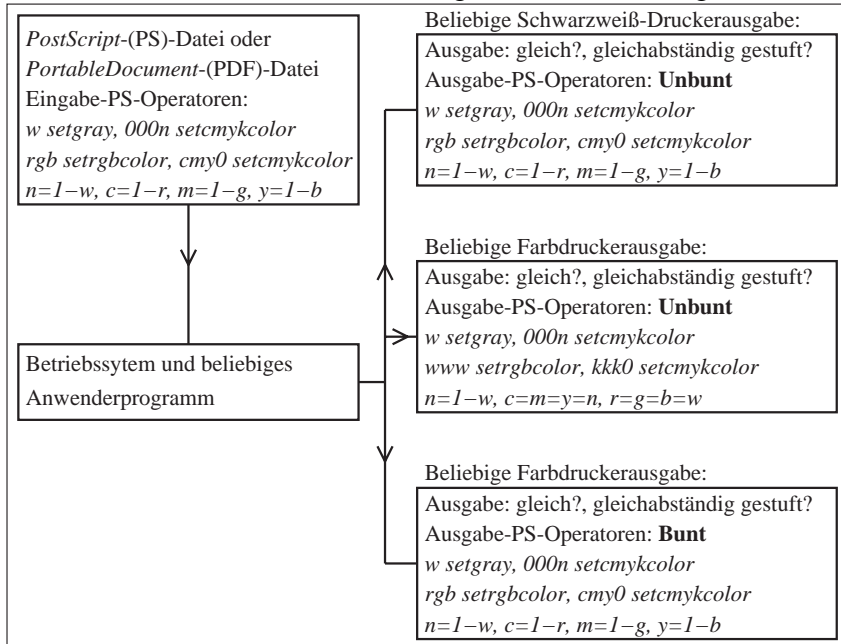 PostScript-(PS)-Datei oder
PortableDocument-(PDF)-Datei
Eingabe-PS-Operatoren:
w setgray, 000n setcmykcolor
rgb setrgbcolor, cmy0 setcmykcolor
n=1−w, c=1−r, m=1−g, y=1−b
Betriebssytem und beliebiges
Anwenderprogramm
Beliebige Schwarzweiß-Druckerausgabe:
Ausgabe: gleich?, gleichabständig gestuft?
Ausgabe-PS-Operatoren: Unbunt
w setgray, 000n setcmykcolor
rgb setrgbcolor, cmy0 setcmykcolor
n=1−w, c=1−r, m=1−g, y=1−b
Beliebige Farbdruckerausgabe:
Ausgabe: gleich?, gleichabständig gestuft?
Ausgabe-PS-Operatoren: Unbunt
w setgray, 000n setcmykcolor
www setrgbcolor, kkk0 setcmykcolor
n=1−w, c=m=y=n, r=g=b=w
Beliebige Farbdruckerausgabe:
Ausgabe: gleich?, gleichabständig gestuft?
Ausgabe-PS-Operatoren: Bunt
w setgray, 000n setcmykcolor
rgb setrgbcolor, cmy0 setcmykcolor
n=1−w, c=1−r, m=1−g, y=1−b